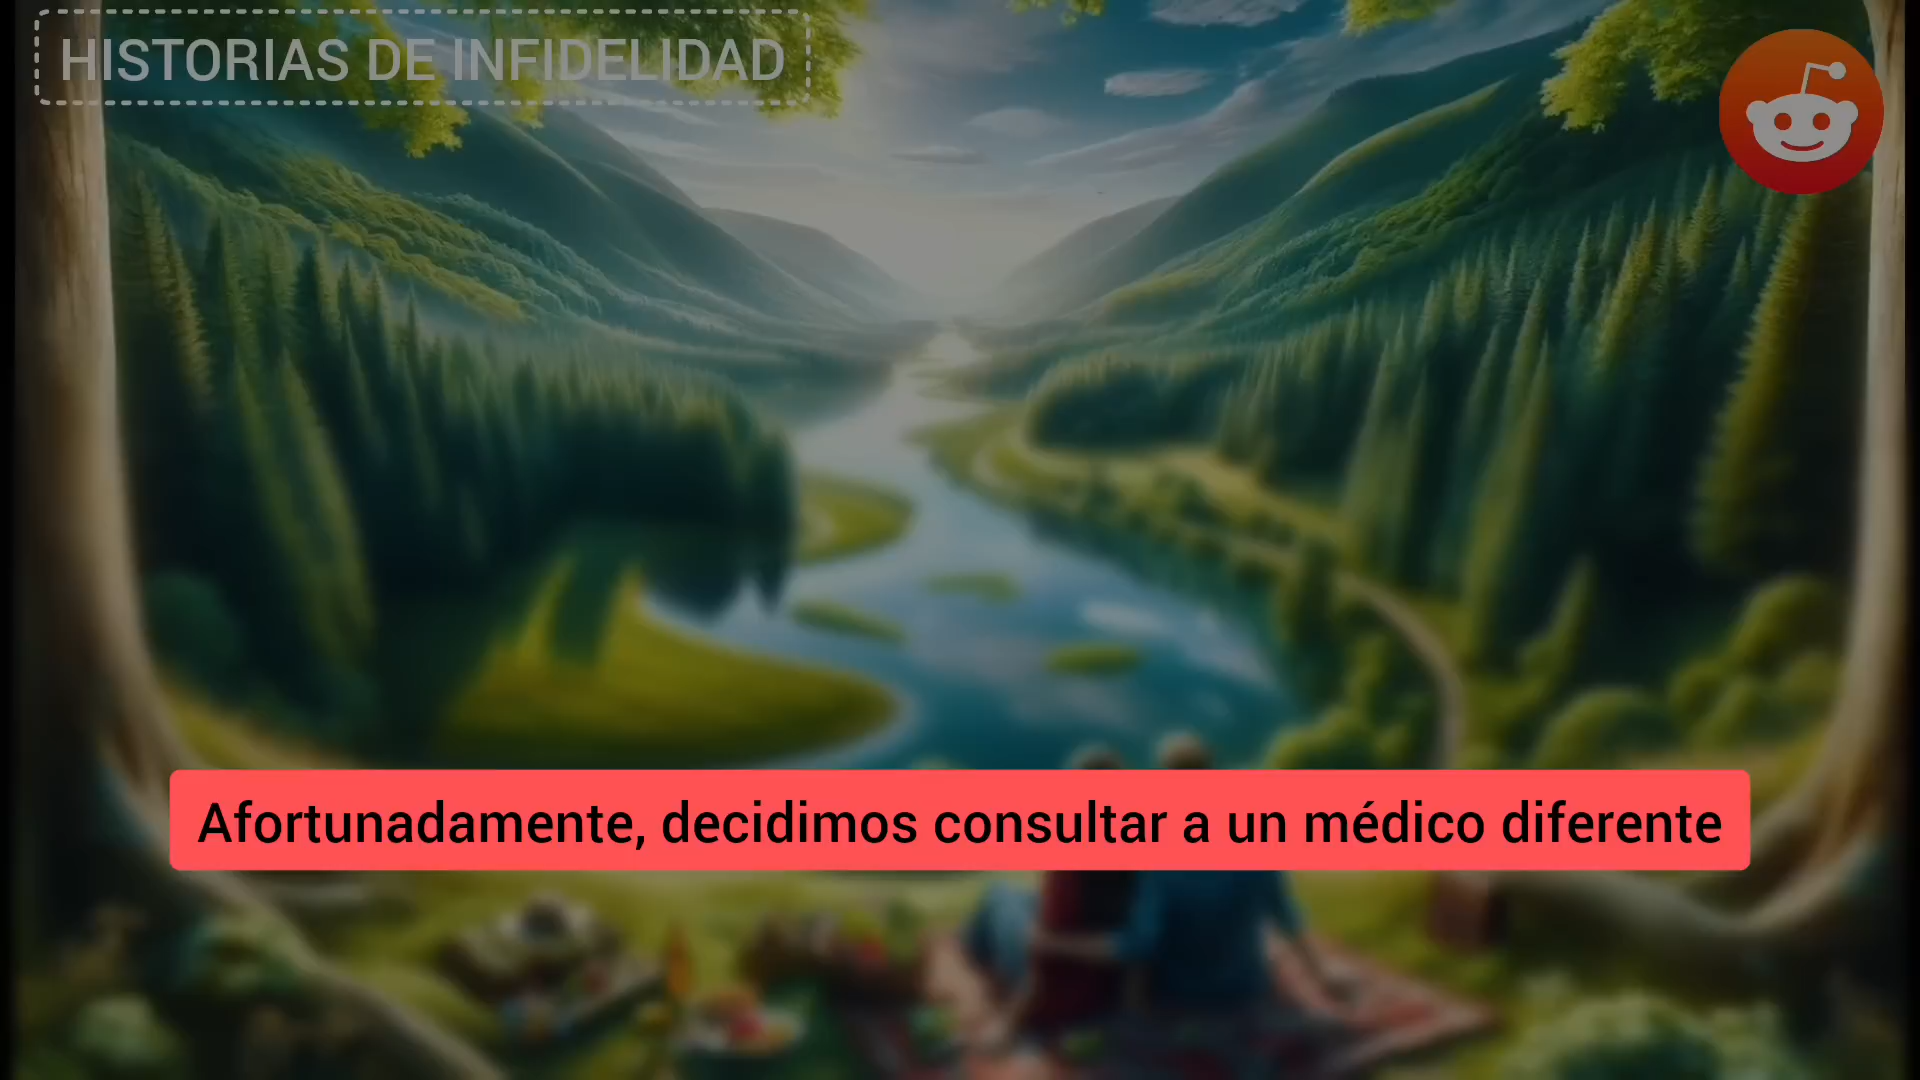 HISTORIAS DE INFIDELIDAD
Afortunadamente, decidimos consultar a un médico diferente